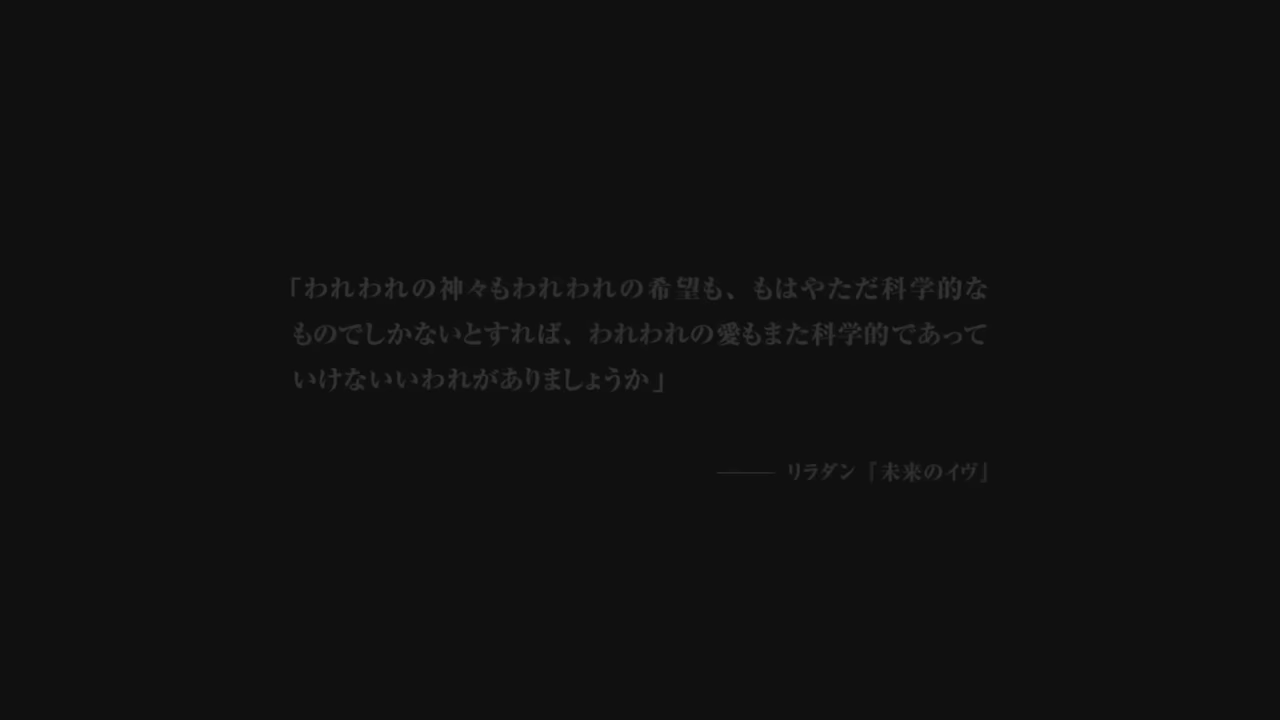 「われわれの神々もわれわれの希望も、もはやただ科学的な
ものでしかないとすれば、われわれの愛もまた科学的であって
いけないいわれがありましょうか」
―― リラダン『未来のイヴ』